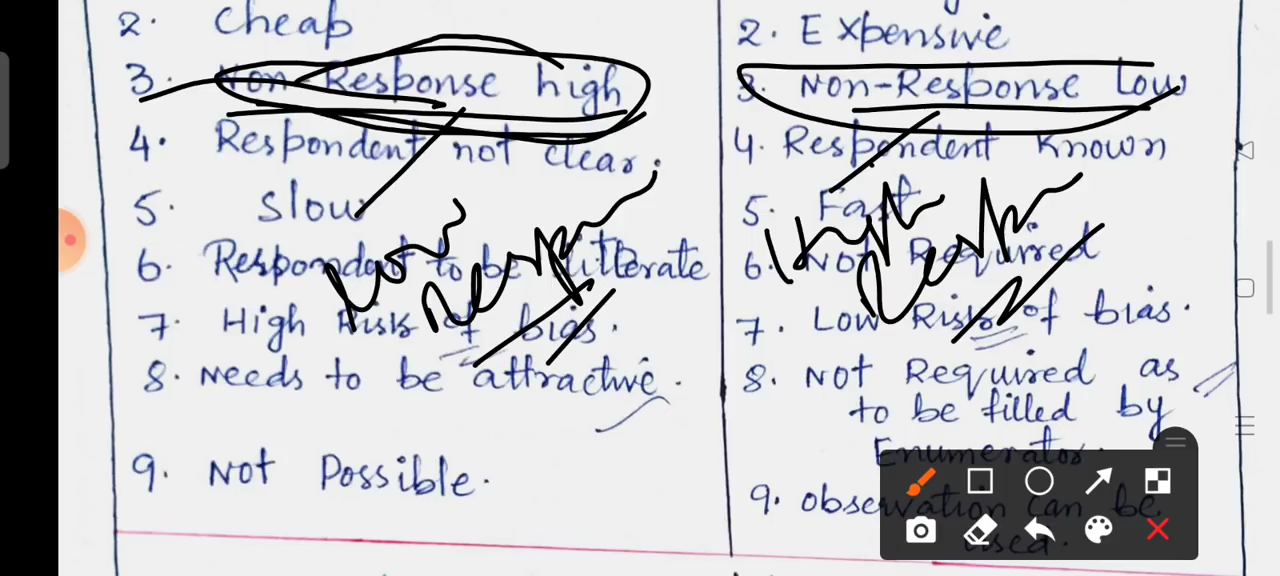 2. Cheap
3. Non-Response high
4. Respondent not clear.
5. Slow
6. Respondent to be litterate
7. High Risk of bias.
8. Needs to be attractive.
9. Not Possible.
2. Expensive
3. Non-Response Low
4. Respondent Known
5. Fast
6. Not Required
7. Low Risk of bias.
8. Not Required as
to be filled by
Enumerator.
9. Observation can be
used.